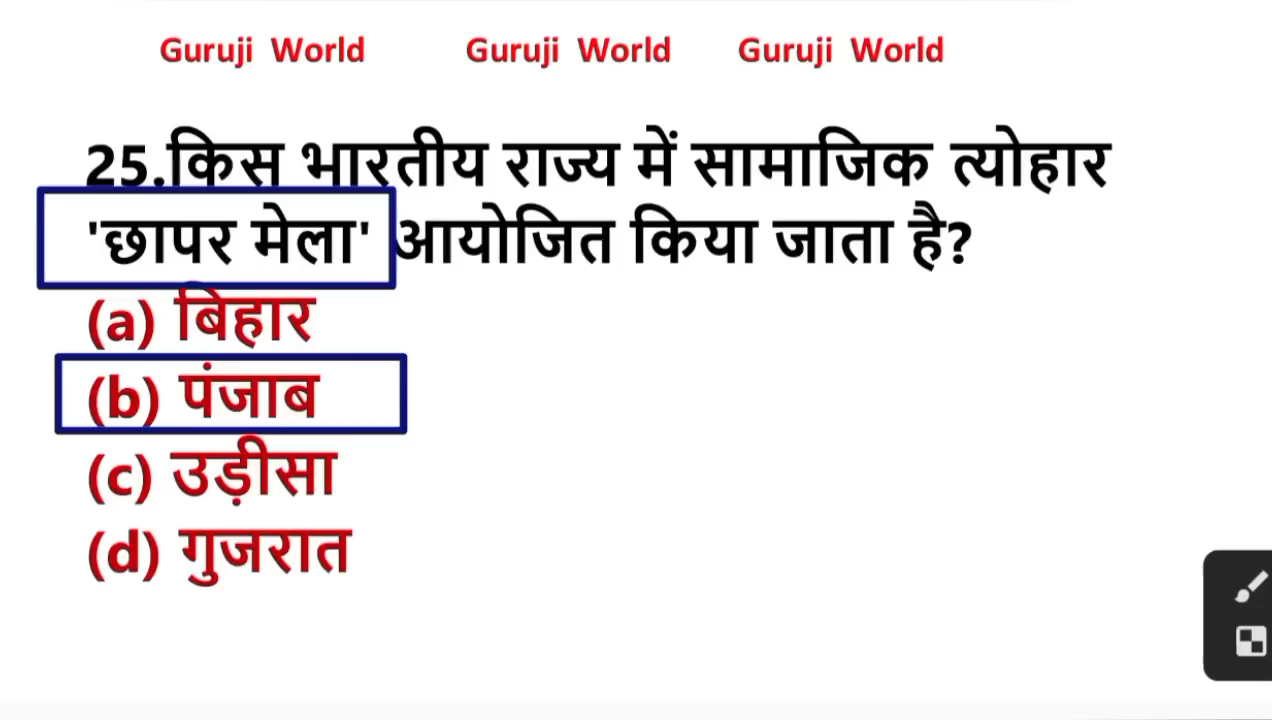 Guruji World Guruji World Guruji World
25.किस भारतीय राज्य में सामाजिक त्योहार
'छापर मेला' आयोजित किया जाता है?
(a) बिहार
(b) पंजाब
(c) उड़ीसा
(d) गुजरात